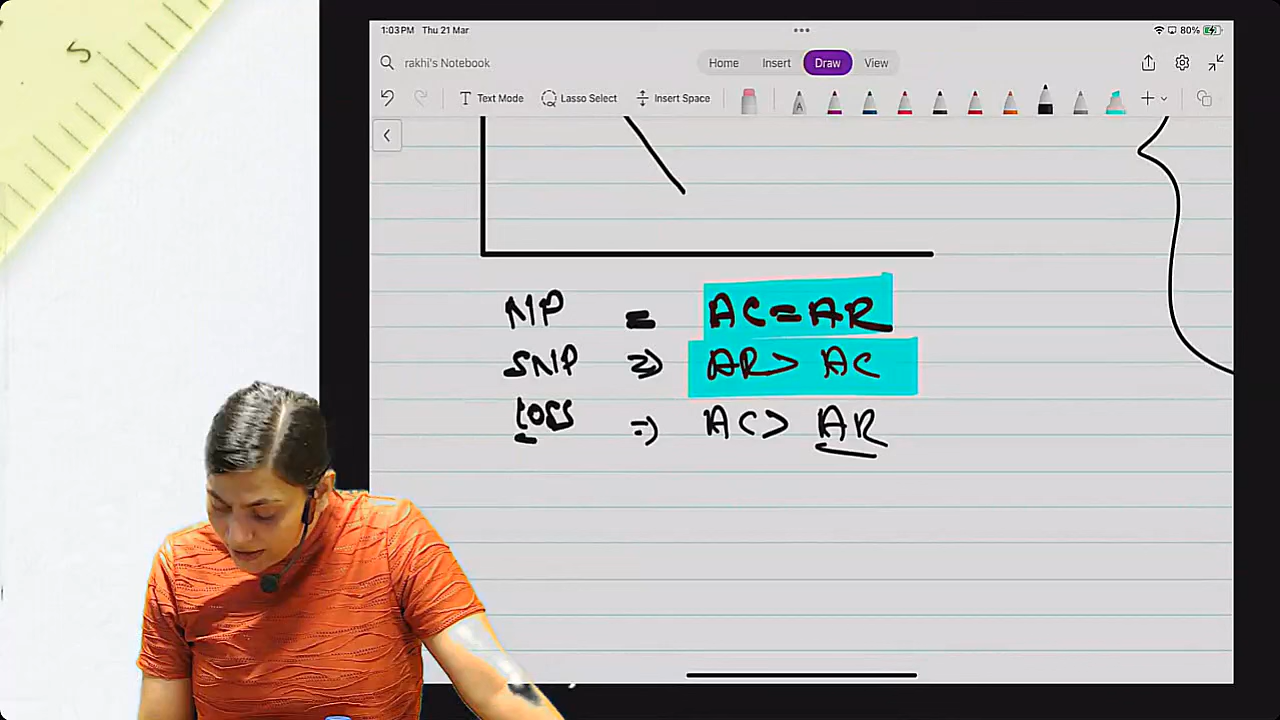 5
1:03 PM Thu 21 Mar 80%
rakhi's Notebook Home Insert Draw View
Text Mode Lasso Select Insert Space
NP = AC=AR
SNP => AR> AC
Loss => AC> AR